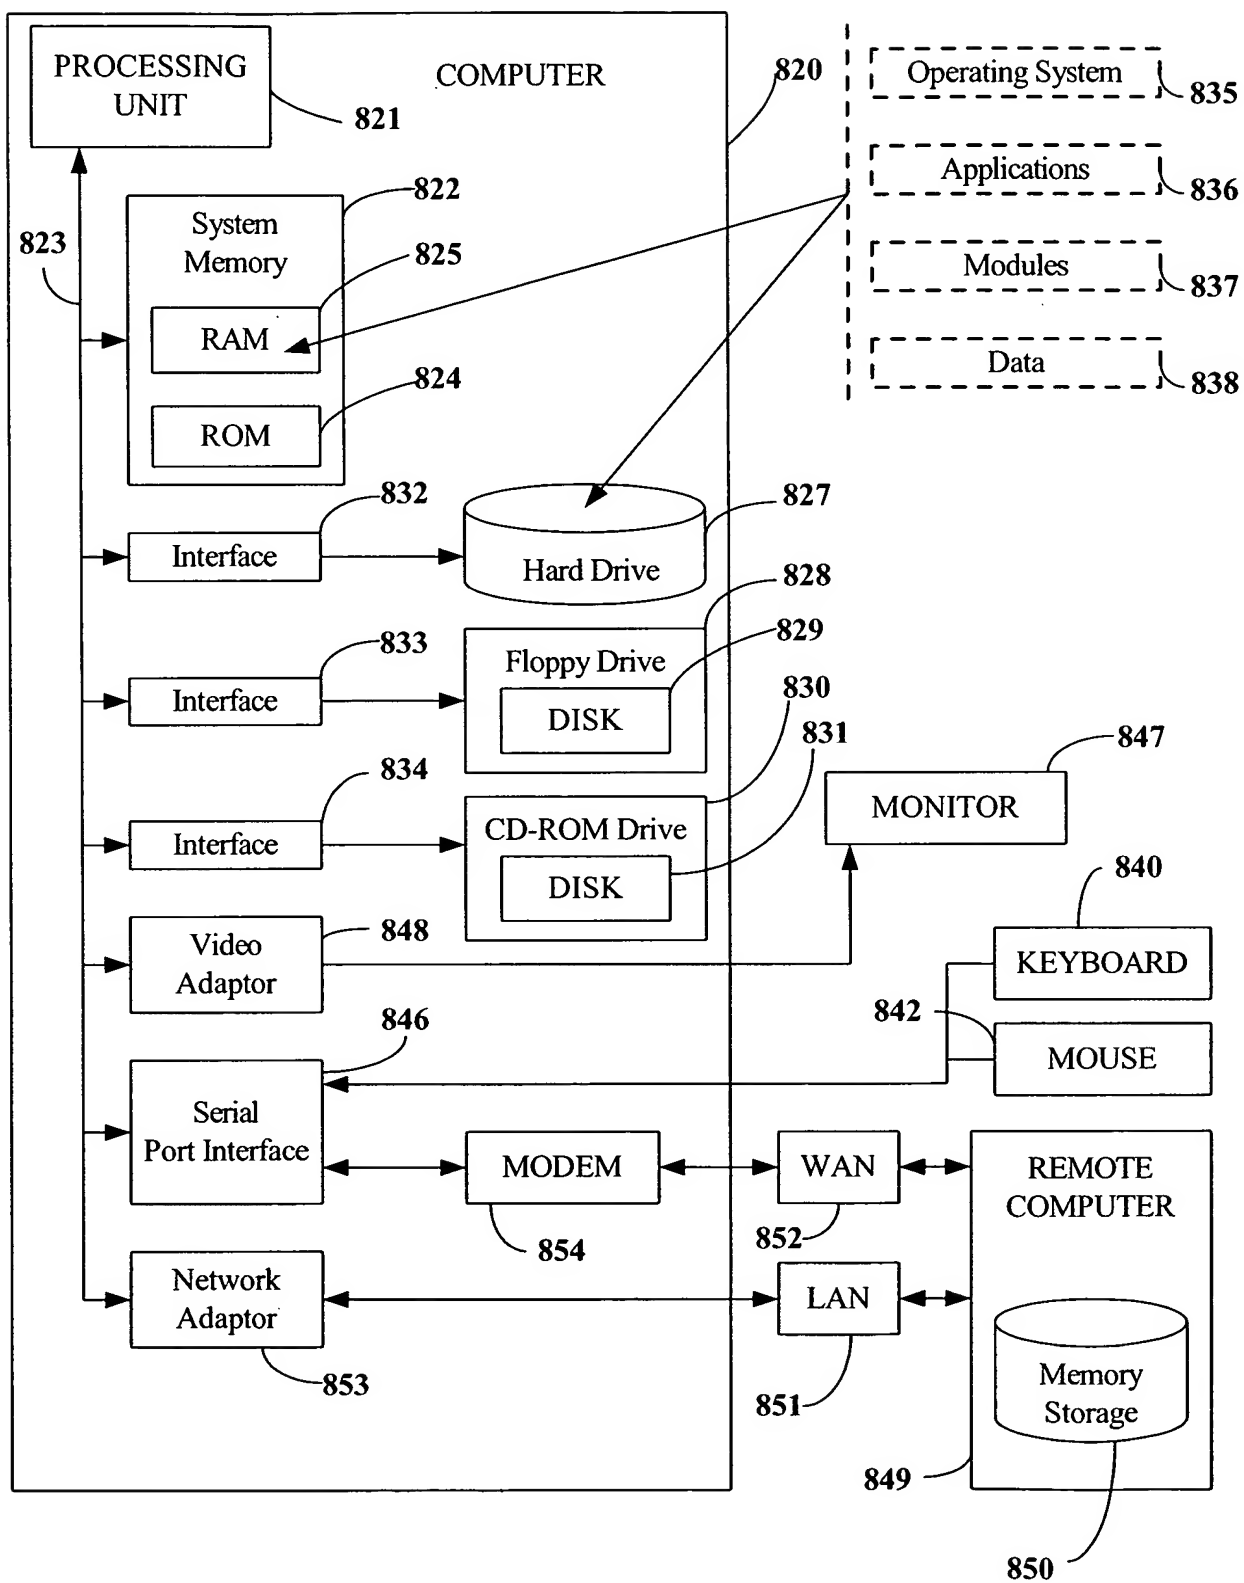 PROCESSING
UNIT
COMPUTER
820
821
Operating System
835
Applications
836
Modules
837
Data
838
822
System
Memory
823
825
RAM
824
ROM
832
Interface
827
Hard Drive
828
829
833
Interface
Floppy Drive
DISK
830
831
834
Interface
CD-ROM Drive
DISK
847
MONITOR
840
KEYBOARD
848
Video
Adaptor
842
MOUSE
846
Serial
Port Interface
MODEM
854
WAN
852
REMOTE
COMPUTER
Network
Adaptor
853
LAN
851
Memory
Storage
849
850